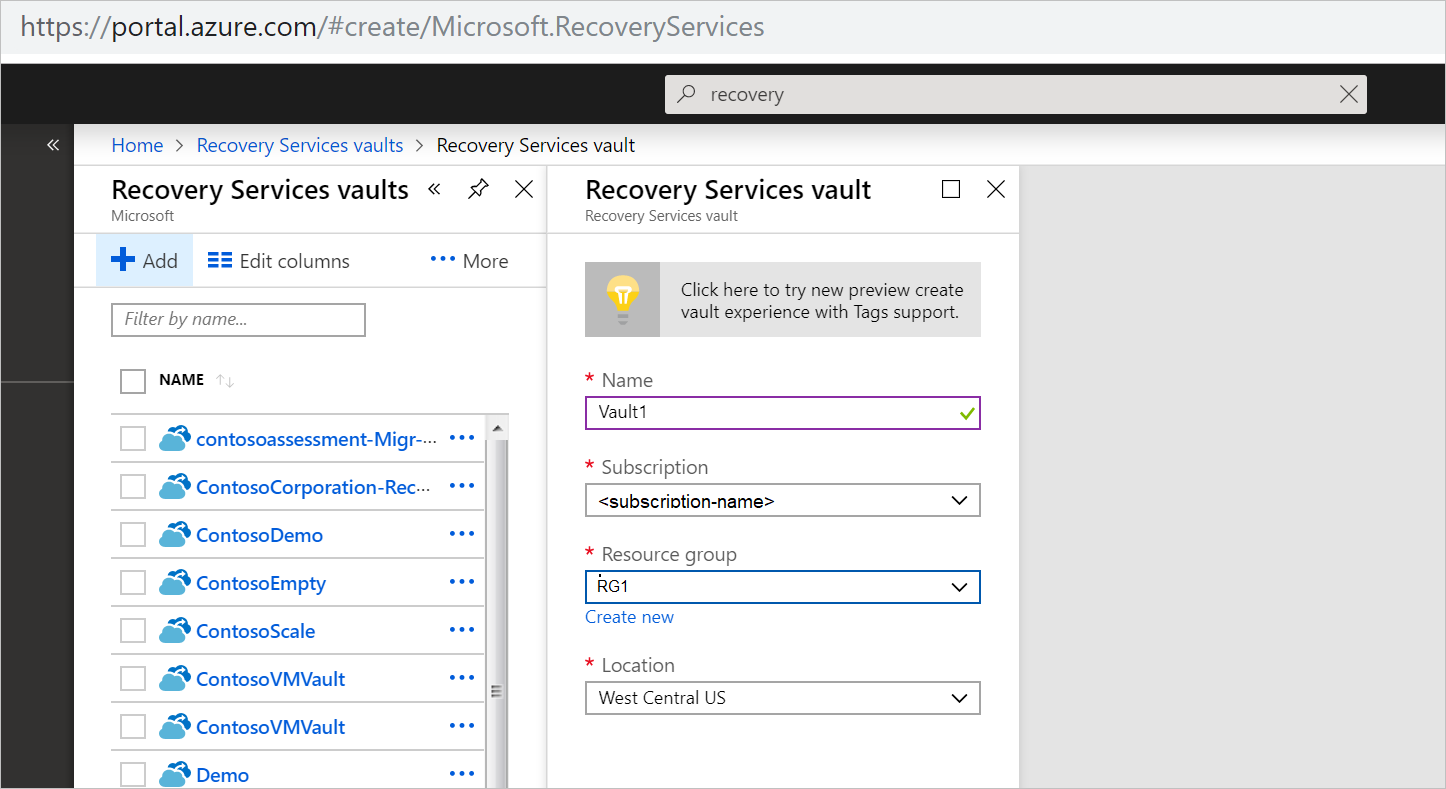 https://portal.azure.com/#create/Microsoft.RecoveryServices
recovery
Home > Recovery Services vaults > Recovery Services vault
Recovery Services vaults
Microsoft
Add
Edit columns
More
Filter by name...
NAME
contosoassessment-Migr-...
ContosoCorporation-Rec...
ContosoDemo
ContosoEmpty
ContosoScale
ContosoVMVault
ContosoVMVault
Demo
Recovery Services vault
Recovery Services vault
Click here to try new preview create
vault experience with Tags support.
* Name
Vault1
* Subscription
<subscription-name>
* Resource group
RG1
Create new
* Location
West Central US